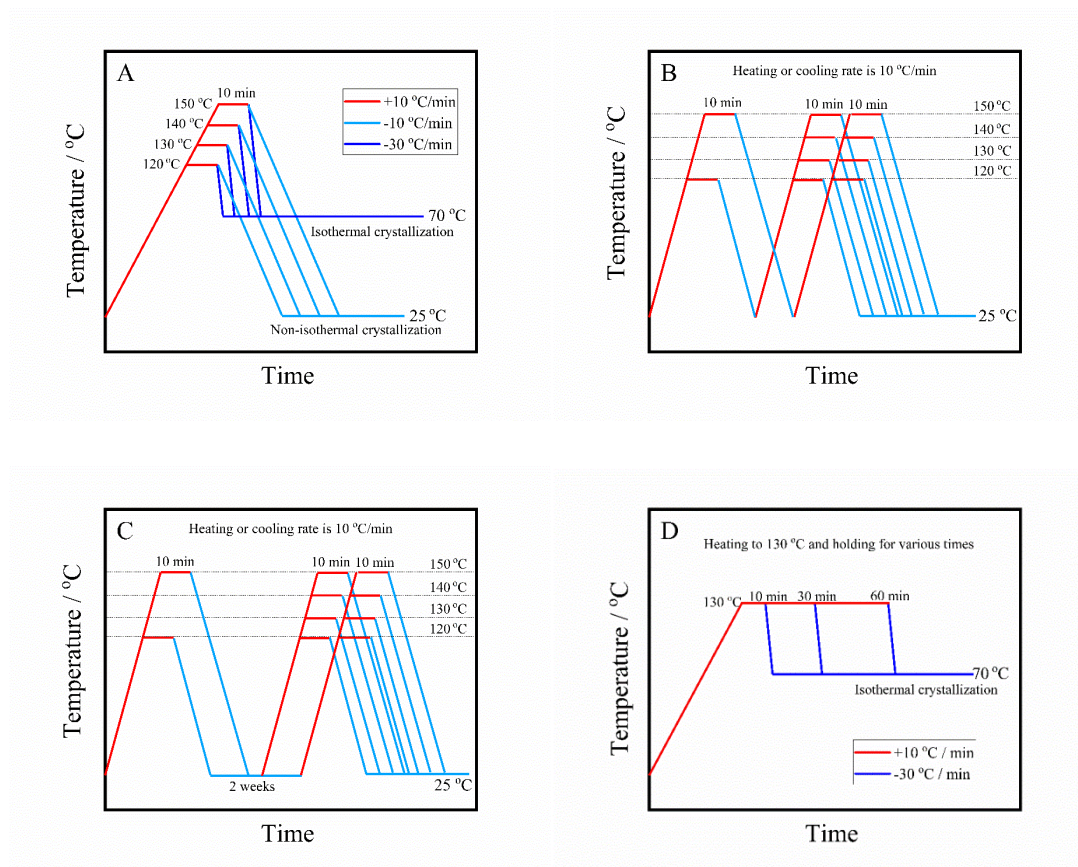 A
10 min
150 °C
140 °C
130 °C
120 °C
+10 °C/min
-10 °C/min
-30 °C/min
70 °C
Isothermal crystallization
25 °C
Non-isothermal crystallization
Temperature / °C
Time
B
Heating or cooling rate is 10 °C/min
10 min
10 min
10 min
150 °C
140 °C
130 °C
120 °C
25 °C
Temperature / °C
Time
C
Heating or cooling rate is 10 °C/min
10 min
10 min
10 min
150 °C
140 °C
130 °C
120 °C
2 weeks
25 °C
Temperature / °C
Time
D
Heating to 130 °C and holding for various times
130 °C
10 min
30 min
60 min
70 °C
Isothermal crystallization
+10 °C / min
-30 °C / min
Temperature / °C
Time